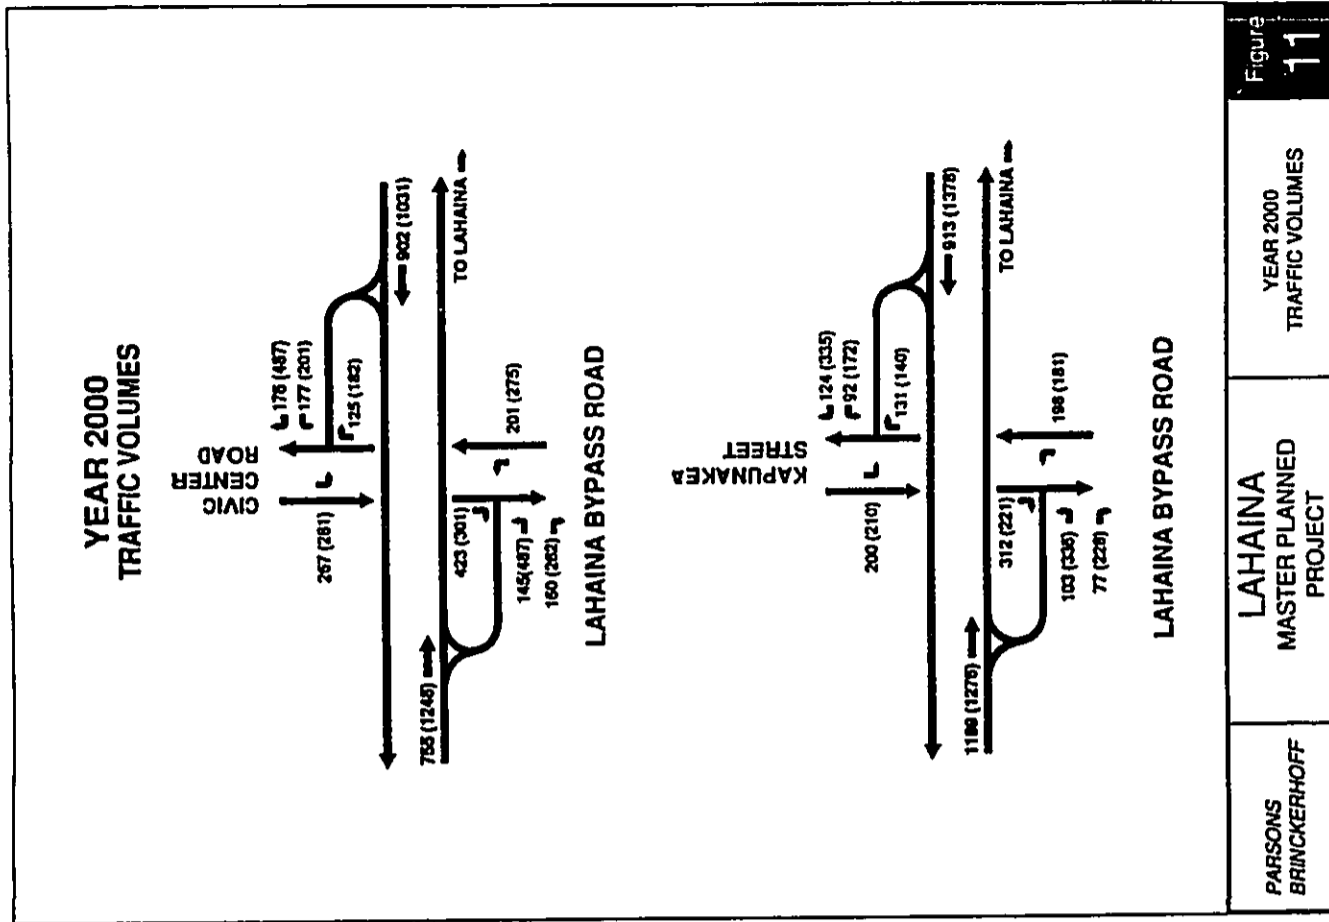 YEAR 2000
TRAFFIC VOLUMES
CIVIC
CENTER
ROAD
176 (487)
177 (201)
125 (182)
267 (281)
902 (1031)
755 (1248)
423 (301)
TO LAHAINA
145(487)
160 (262)
201 (275)
LAHAINA BYPASS ROAD
KAPUNAKEA
STREET
124 (335)
92 (172)
131 (140)
200 (210)
913 (1378)
1189 (1276)
312 (221)
TO LAHAINA
103 (336)
77 (228)
198 (181)
LAHAINA BYPASS ROAD
PARSONS
BRINCKERHOFF
LAHAINA
MASTER PLANNED
PROJECT
YEAR 2000
TRAFFIC VOLUMES
Figure
11